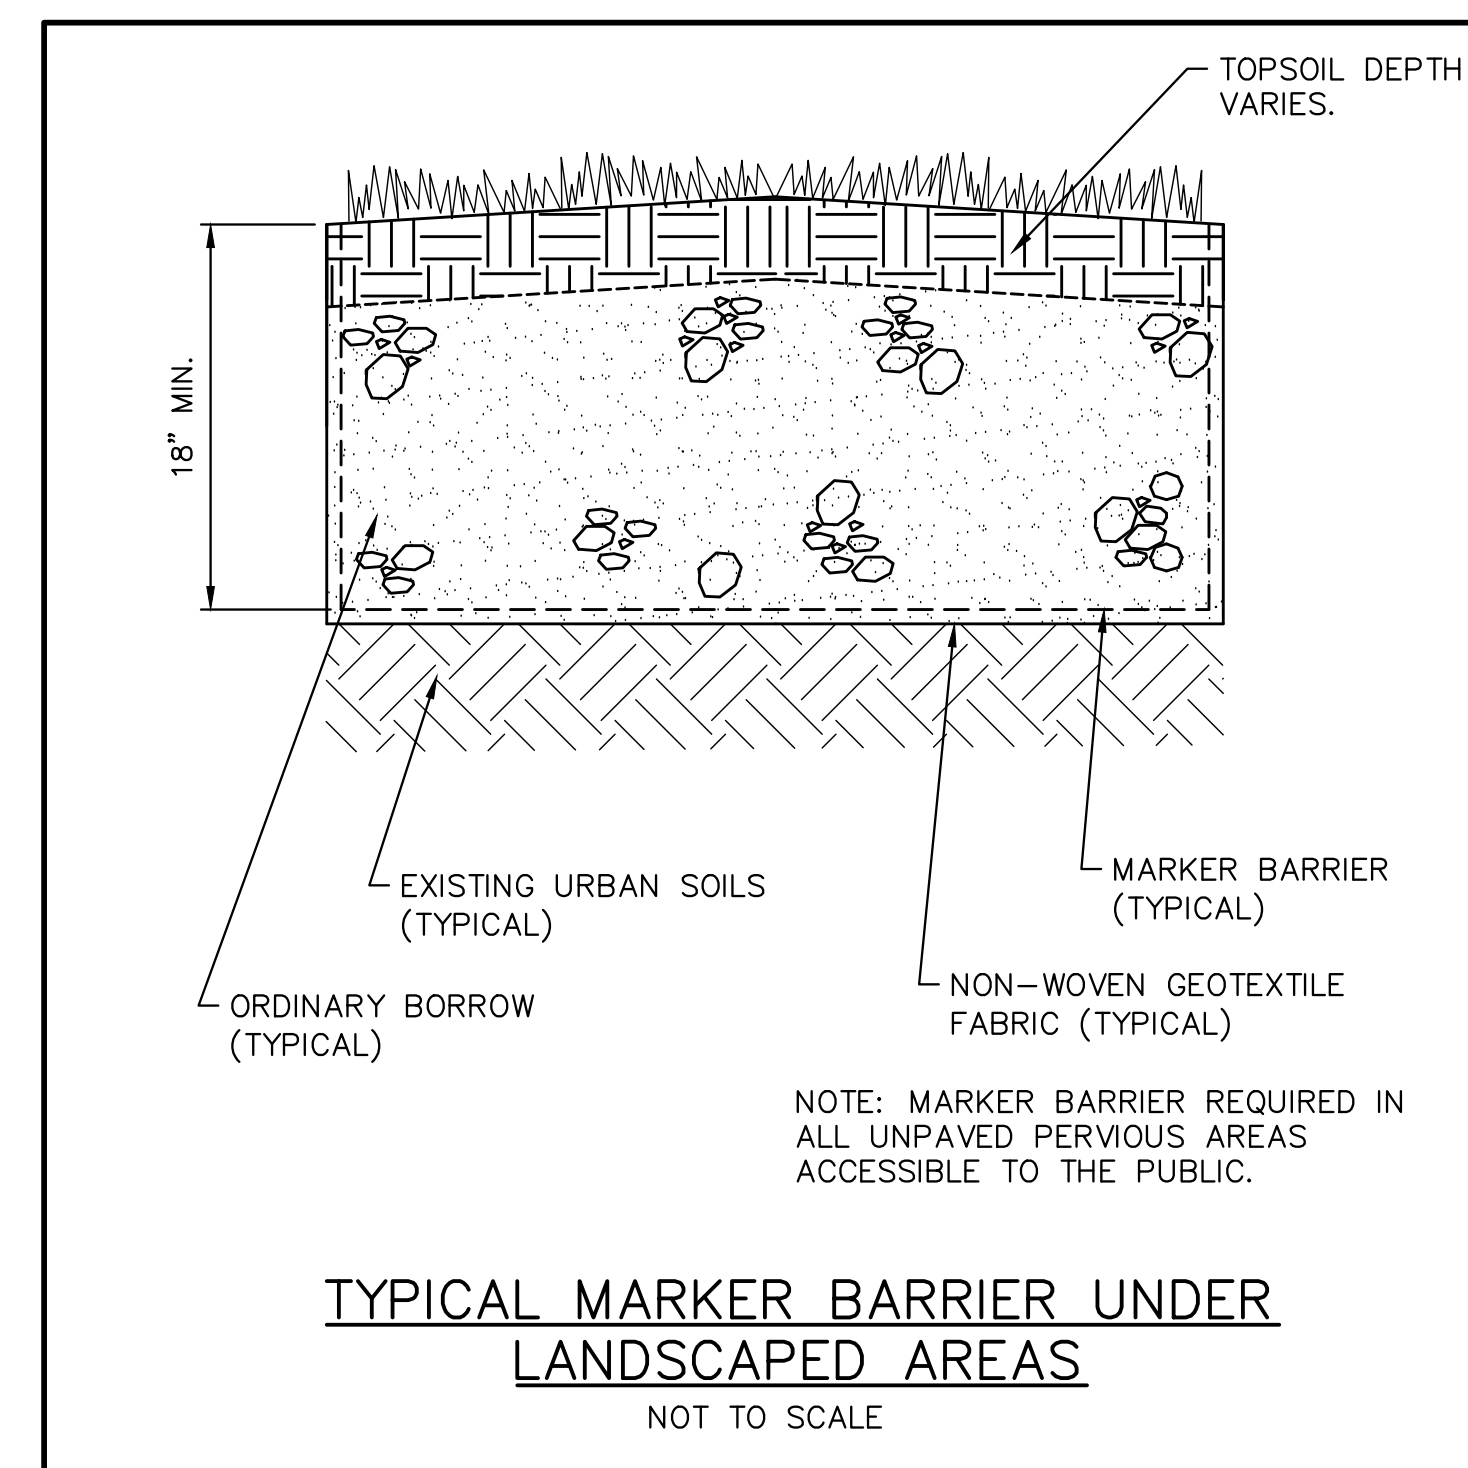 TOPSOIL DEPTH
VARIES.
18" MIN.
EXISTING URBAN SOILS
(TYPICAL)
MARKER BARRIER
(TYPICAL)
ORDINARY BORROW
(TYPICAL)
NON-WOVEN GEOTEXTILE
FABRIC (TYPICAL)
NOTE: MARKER BARRIER REQUIRED IN
ALL UNPAVED PERVIOUS AREAS
ACCESSIBLE TO THE PUBLIC.
TYPICAL MARKER BARRIER UNDER
LANDSCAPED AREAS
NOT TO SCALE